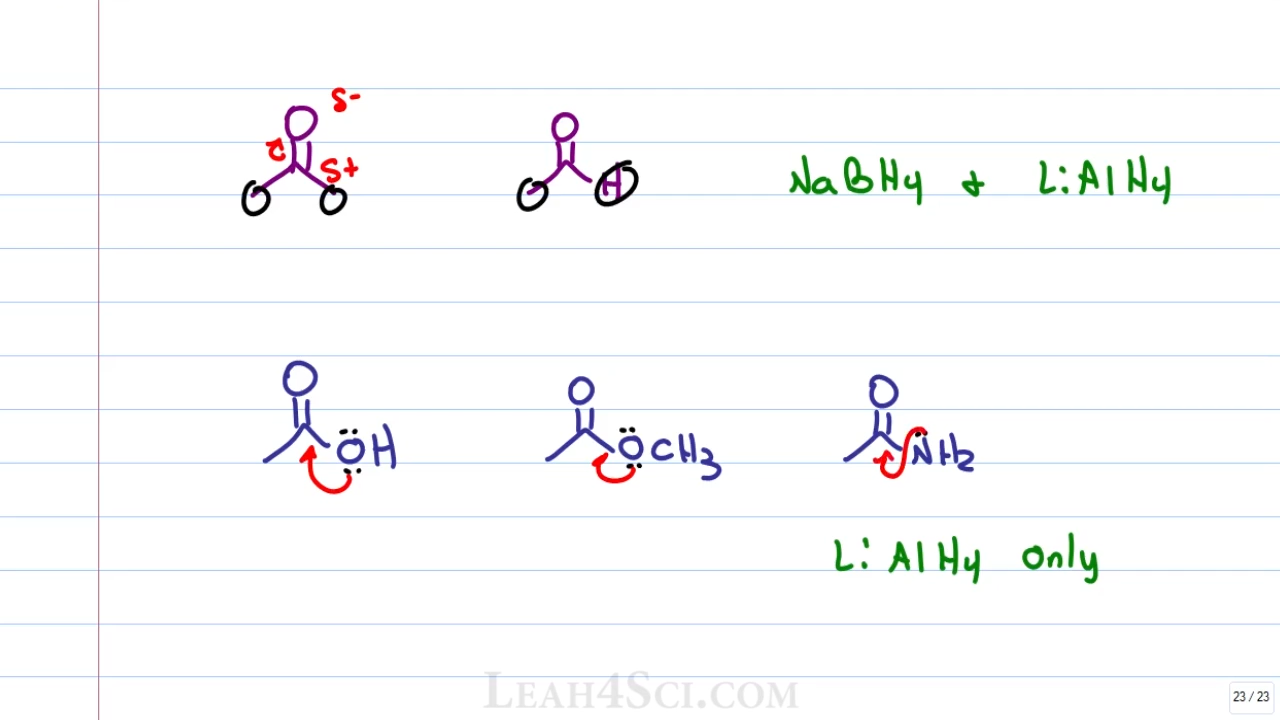 O δ- O
δ+ H NaBH4 & LiAlH4
O O O
OH OCH3 NH2
LiAlH4 only
LEAH4SCI.COM
23 / 23